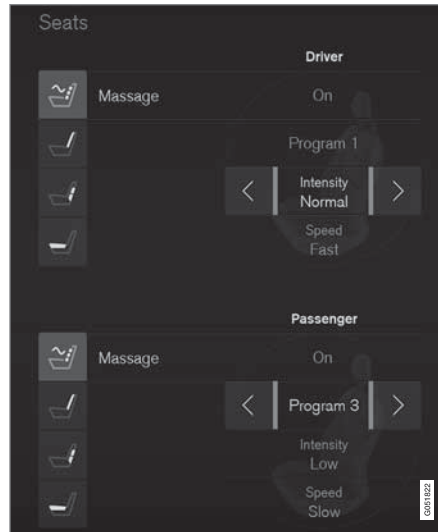 Seats
Driver
Massage On
Program 1
Intensity
Normal
Speed
Fast
Passenger
Massage On
Program 3
Intensity
Low
Speed
Slow
G051822